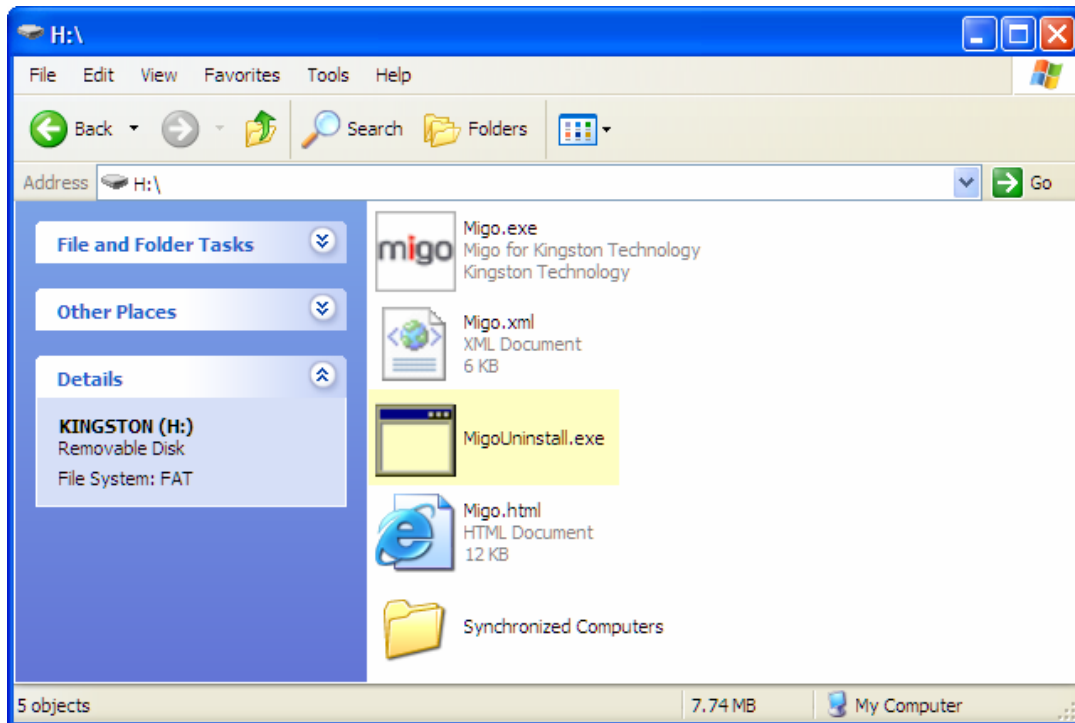 H:\
File Edit View Favorites Tools Help
Back Search Folders
Address H:\ Go
File and Folder Tasks
Other Places
Details
KINGSTON (H:)
Removable Disk
File System: FAT
migo
Migo.exe
Migo for Kingston Technology
Kingston Technology
Migo.xml
XML Document
6 KB
MigoUninstall.exe
Migo.html
HTML Document
12 KB
Synchronized Computers
5 objects 7.74 MB My Computer